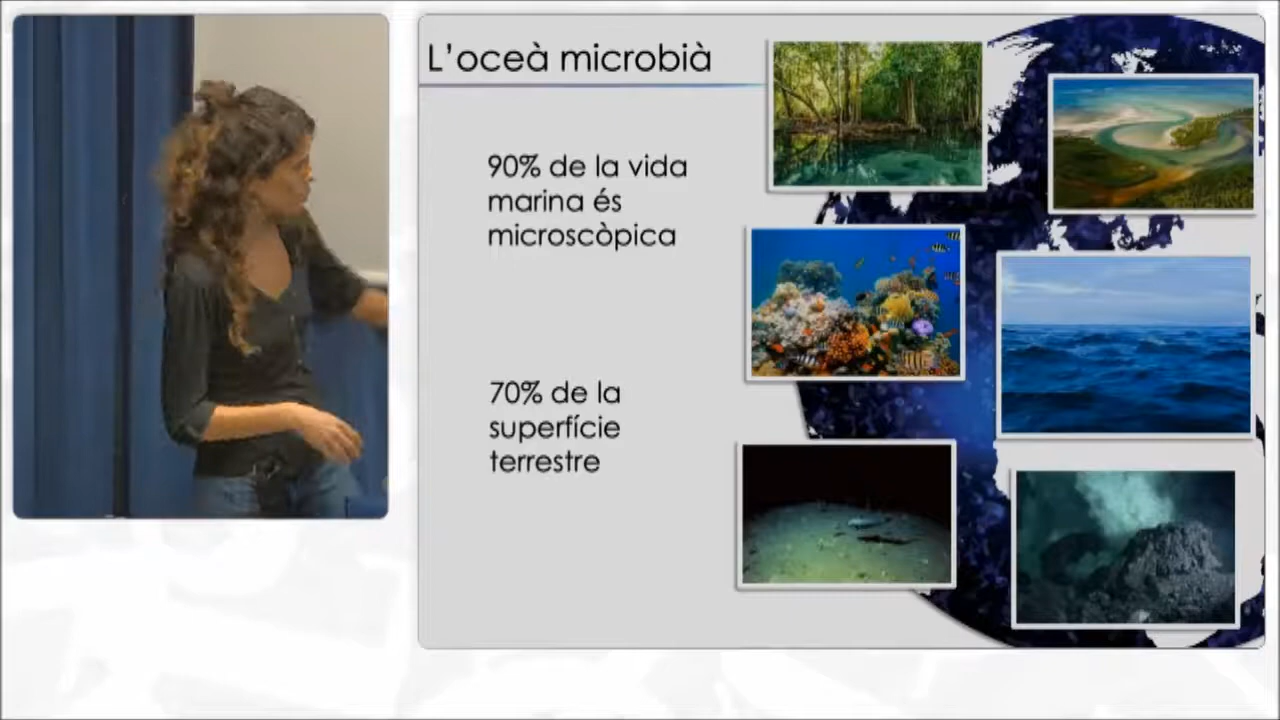 L'oceà microbià
90% de la vida
marina és
microscòpica
70% de la
superfície
terrestre